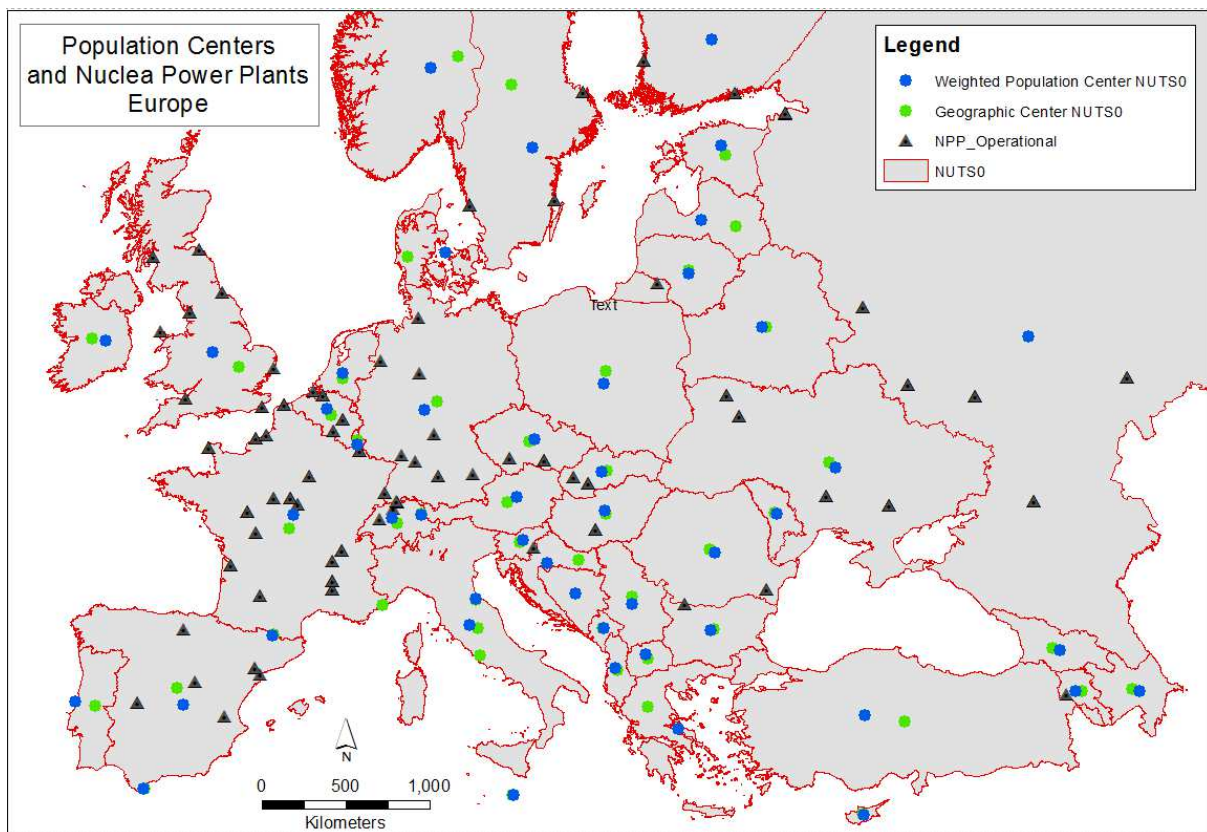 Population Centers
and Nuclea Power Plants
Europe
Legend
Weighted Population Center NUTS0
Geographic Center NUTS0
NPP_Operational
NUTS0
Text
N
0 500 1,000
Kilometers